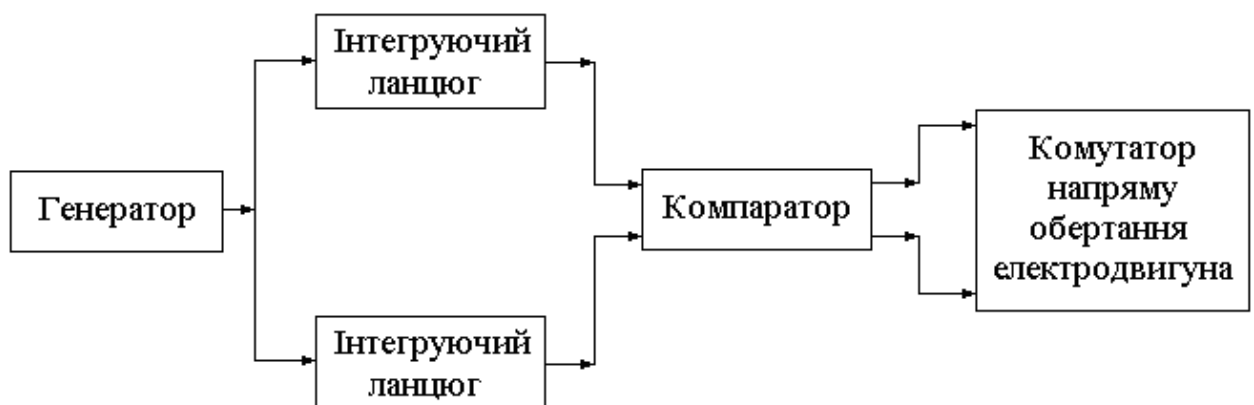 Інтегруючий
ланцюг
Генератор
Компаратор
Комутатор
напряму
обертання
електродвигуна
Інтегруючий
ланцюг